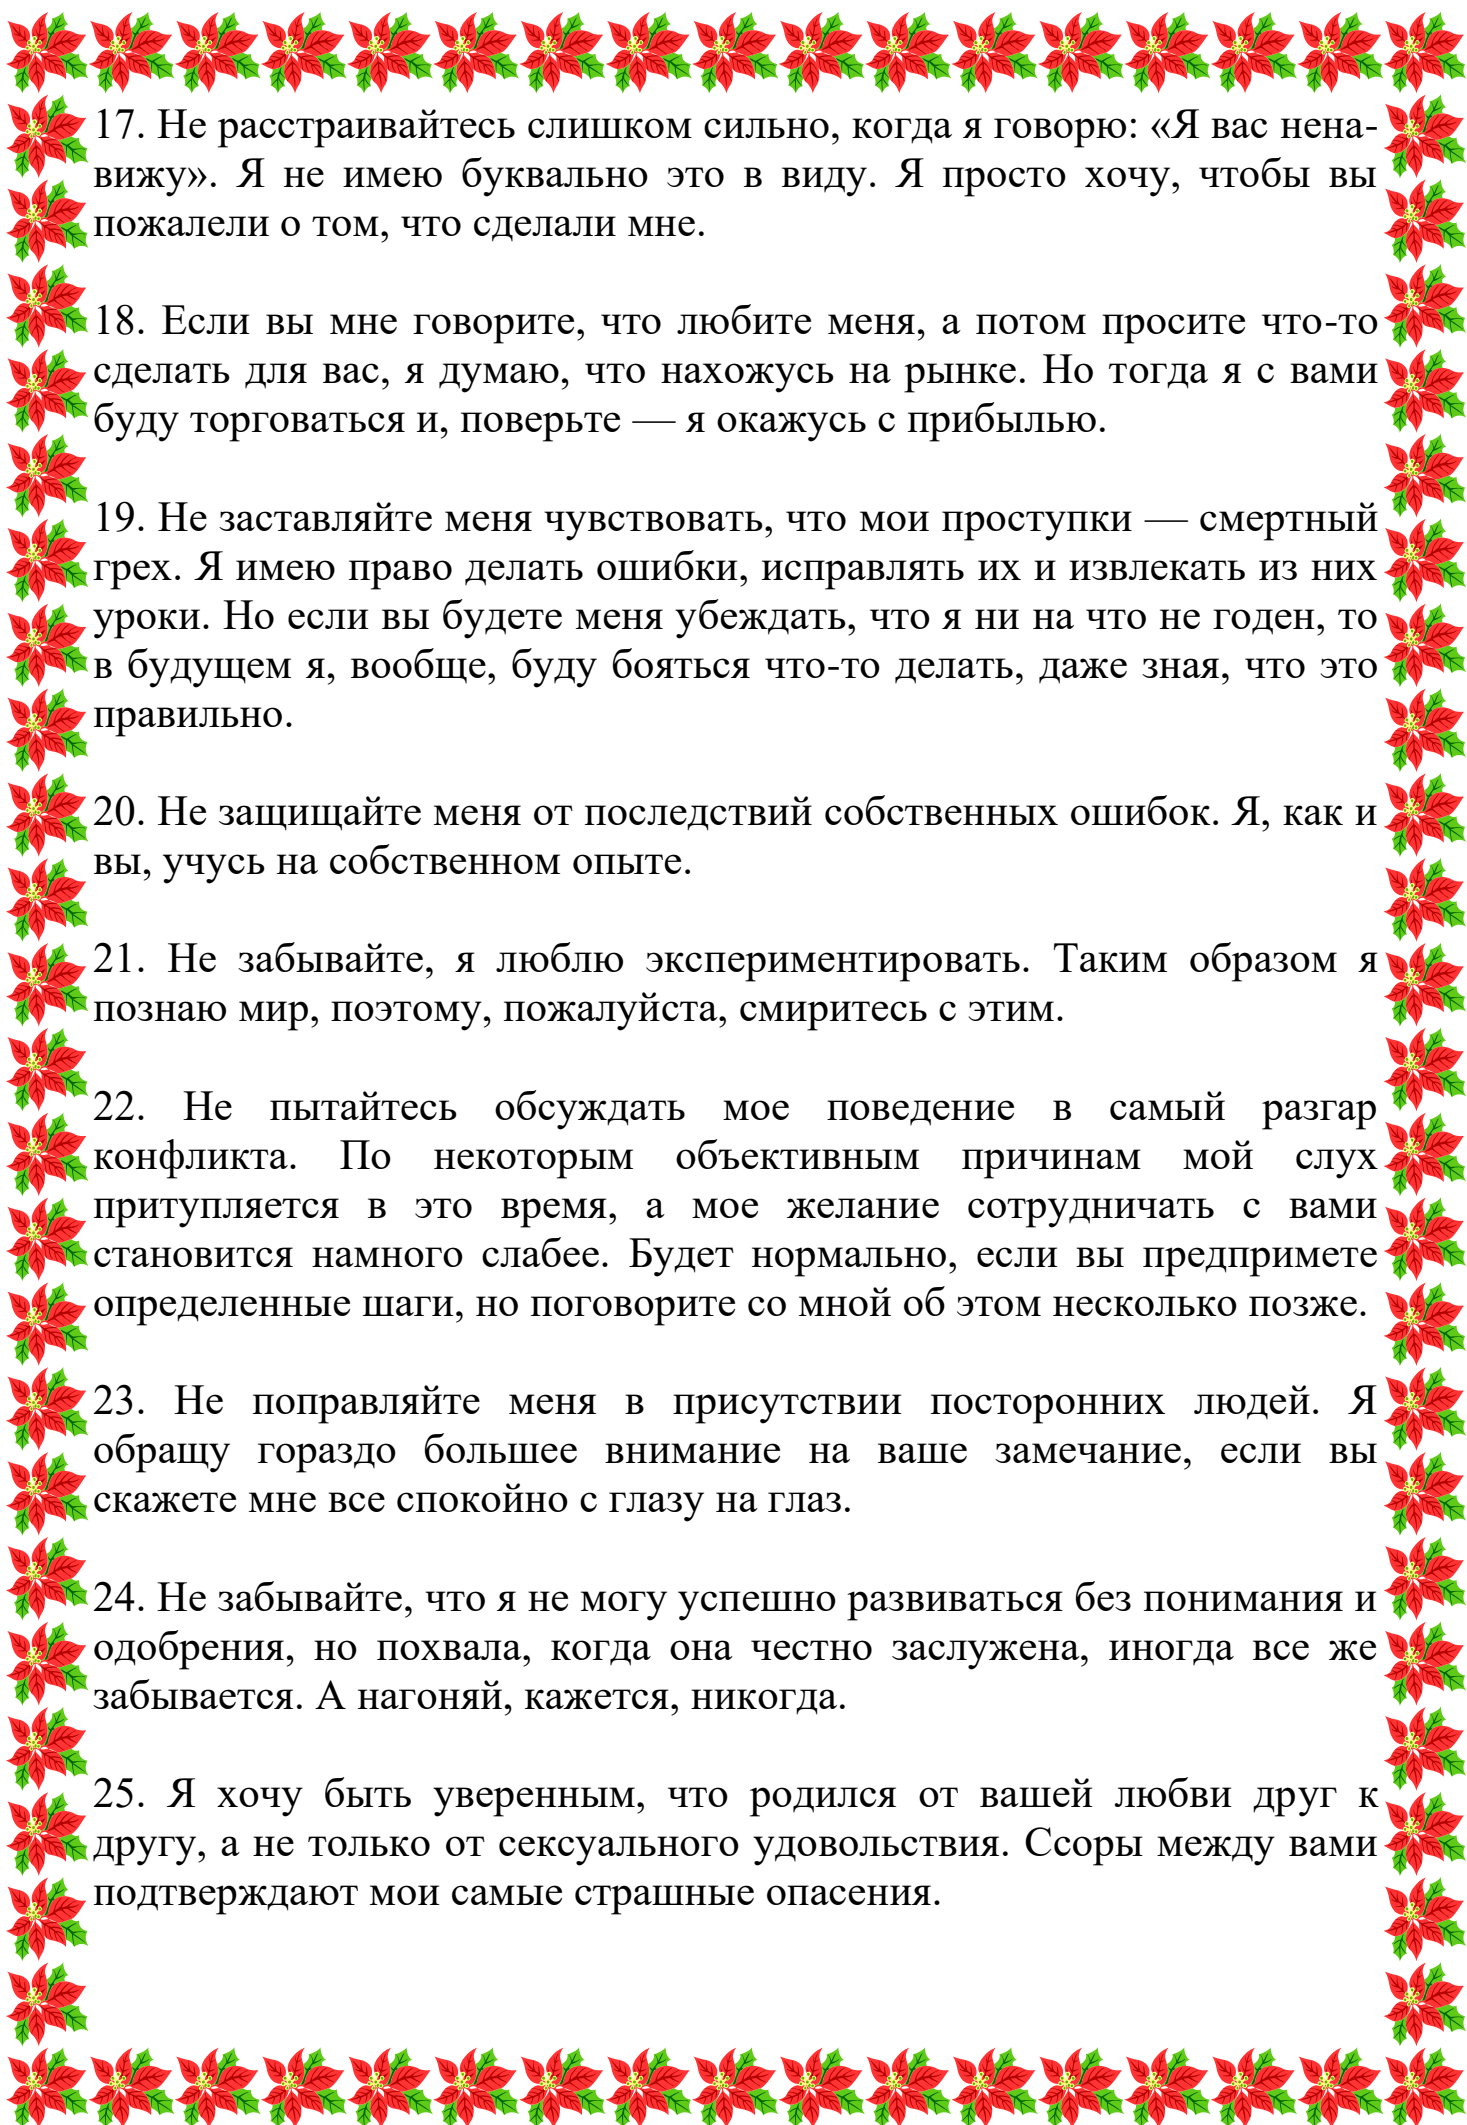 17. Не расстраивайтесь слишком сильно, когда я говорю: «Я вас нена-
вижу». Я не имею буквально это в виду. Я просто хочу, чтобы вы
пожалели о том, что сделали мне.
18. Если вы мне говорите, что любите меня, а потом просите что-то
сделать для вас, я думаю, что нахожусь на рынке. Но тогда я с вами
буду торговаться и, поверьте — я окажусь с прибылью.
19. Не заставляйте меня чувствовать, что мои проступки — смертный
грех. Я имею право делать ошибки, исправлять их и извлекать из них
уроки. Но если вы будете меня убеждать, что я ни на что не годен, то
в будущем я, вообще, буду бояться что-то делать, даже зная, что это
правильно.
20. Не защищайте меня от последствий собственных ошибок. Я, как и
вы, учусь на собственном опыте.
21. Не забывайте, я люблю экспериментировать. Таким образом я
познаю мир, поэтому, пожалуйста, смиритесь с этим.
22. Не пытайтесь обсуждать мое поведение в самый разгар
конфликта. По некоторым объективным причинам мой слух
притупляется в это время, а мое желание сотрудничать с вами
становится намного слабее. Будет нормально, если вы предпримете
определенные шаги, но поговорите со мной об этом несколько позже.
23. Не поправляйте меня в присутствии посторонних людей. Я
обращу гораздо большее внимание на ваше замечание, если вы
скажете мне все спокойно с глазу на глаз.
24. Не забывайте, что я не могу успешно развиваться без понимания и
одобрения, но похвала, когда она честно заслужена, иногда все же
забывается. А нагоняй, кажется, никогда.
25. Я хочу быть уверенным, что родился от вашей любви друг к
другу, а не только от сексуального удовольствия. Ссоры между вами
подтверждают мои самые страшные опасения.